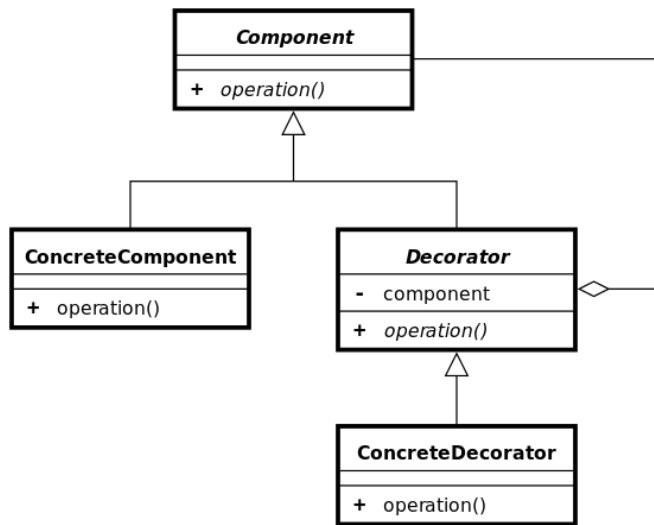 Component
+ operation()
ConcreteComponent
+ operation()
Decorator
- component
+ operation()
ConcreteDecorator
+ operation()